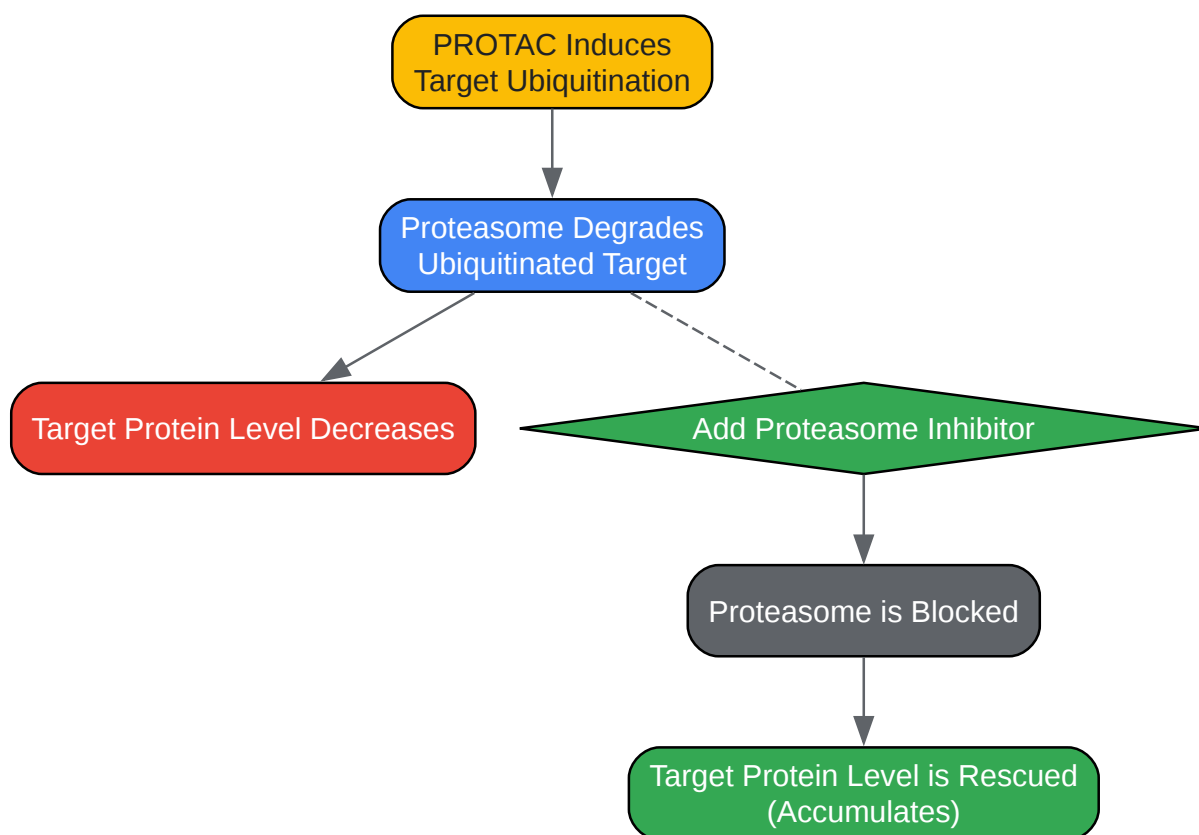 PROTAC Induces
Target Ubiquitination
Proteasome Degrades
Ubiquitinated Target
Target Protein Level Decreases
Add Proteasome Inhibitor
Proteasome is Blocked
Target Protein Level is Rescued
(Accumulates)